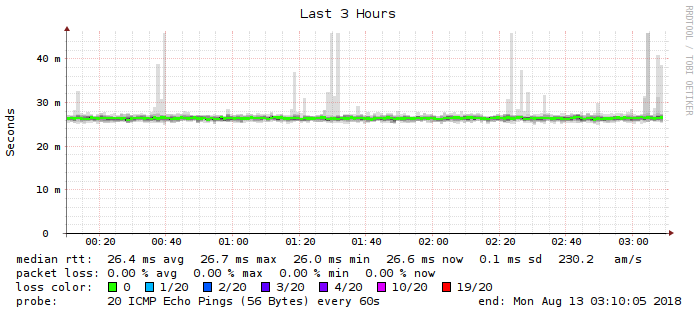 Last 3 Hours
RRDTOOL / TOBI OETIKER
Seconds
40 m
30 m
20 m
10 m
0
00:20 00:40 01:00 01:20 01:40 02:00 02:20 02:40 03:00
median rtt: 26.4 ms avg 26.7 ms max 26.0 ms min 26.6 ms now 0.1 ms sd 230.2 am/s
packet loss: 0.00 % avg 0.00 % max 0.00 % min 0.00 % now
loss color: 0 1/20 2/20 3/20 4/20 10/20 19/20
probe: 20 ICMP Echo Pings (56 Bytes) every 60s end: Mon Aug 13 03:10:05 2018